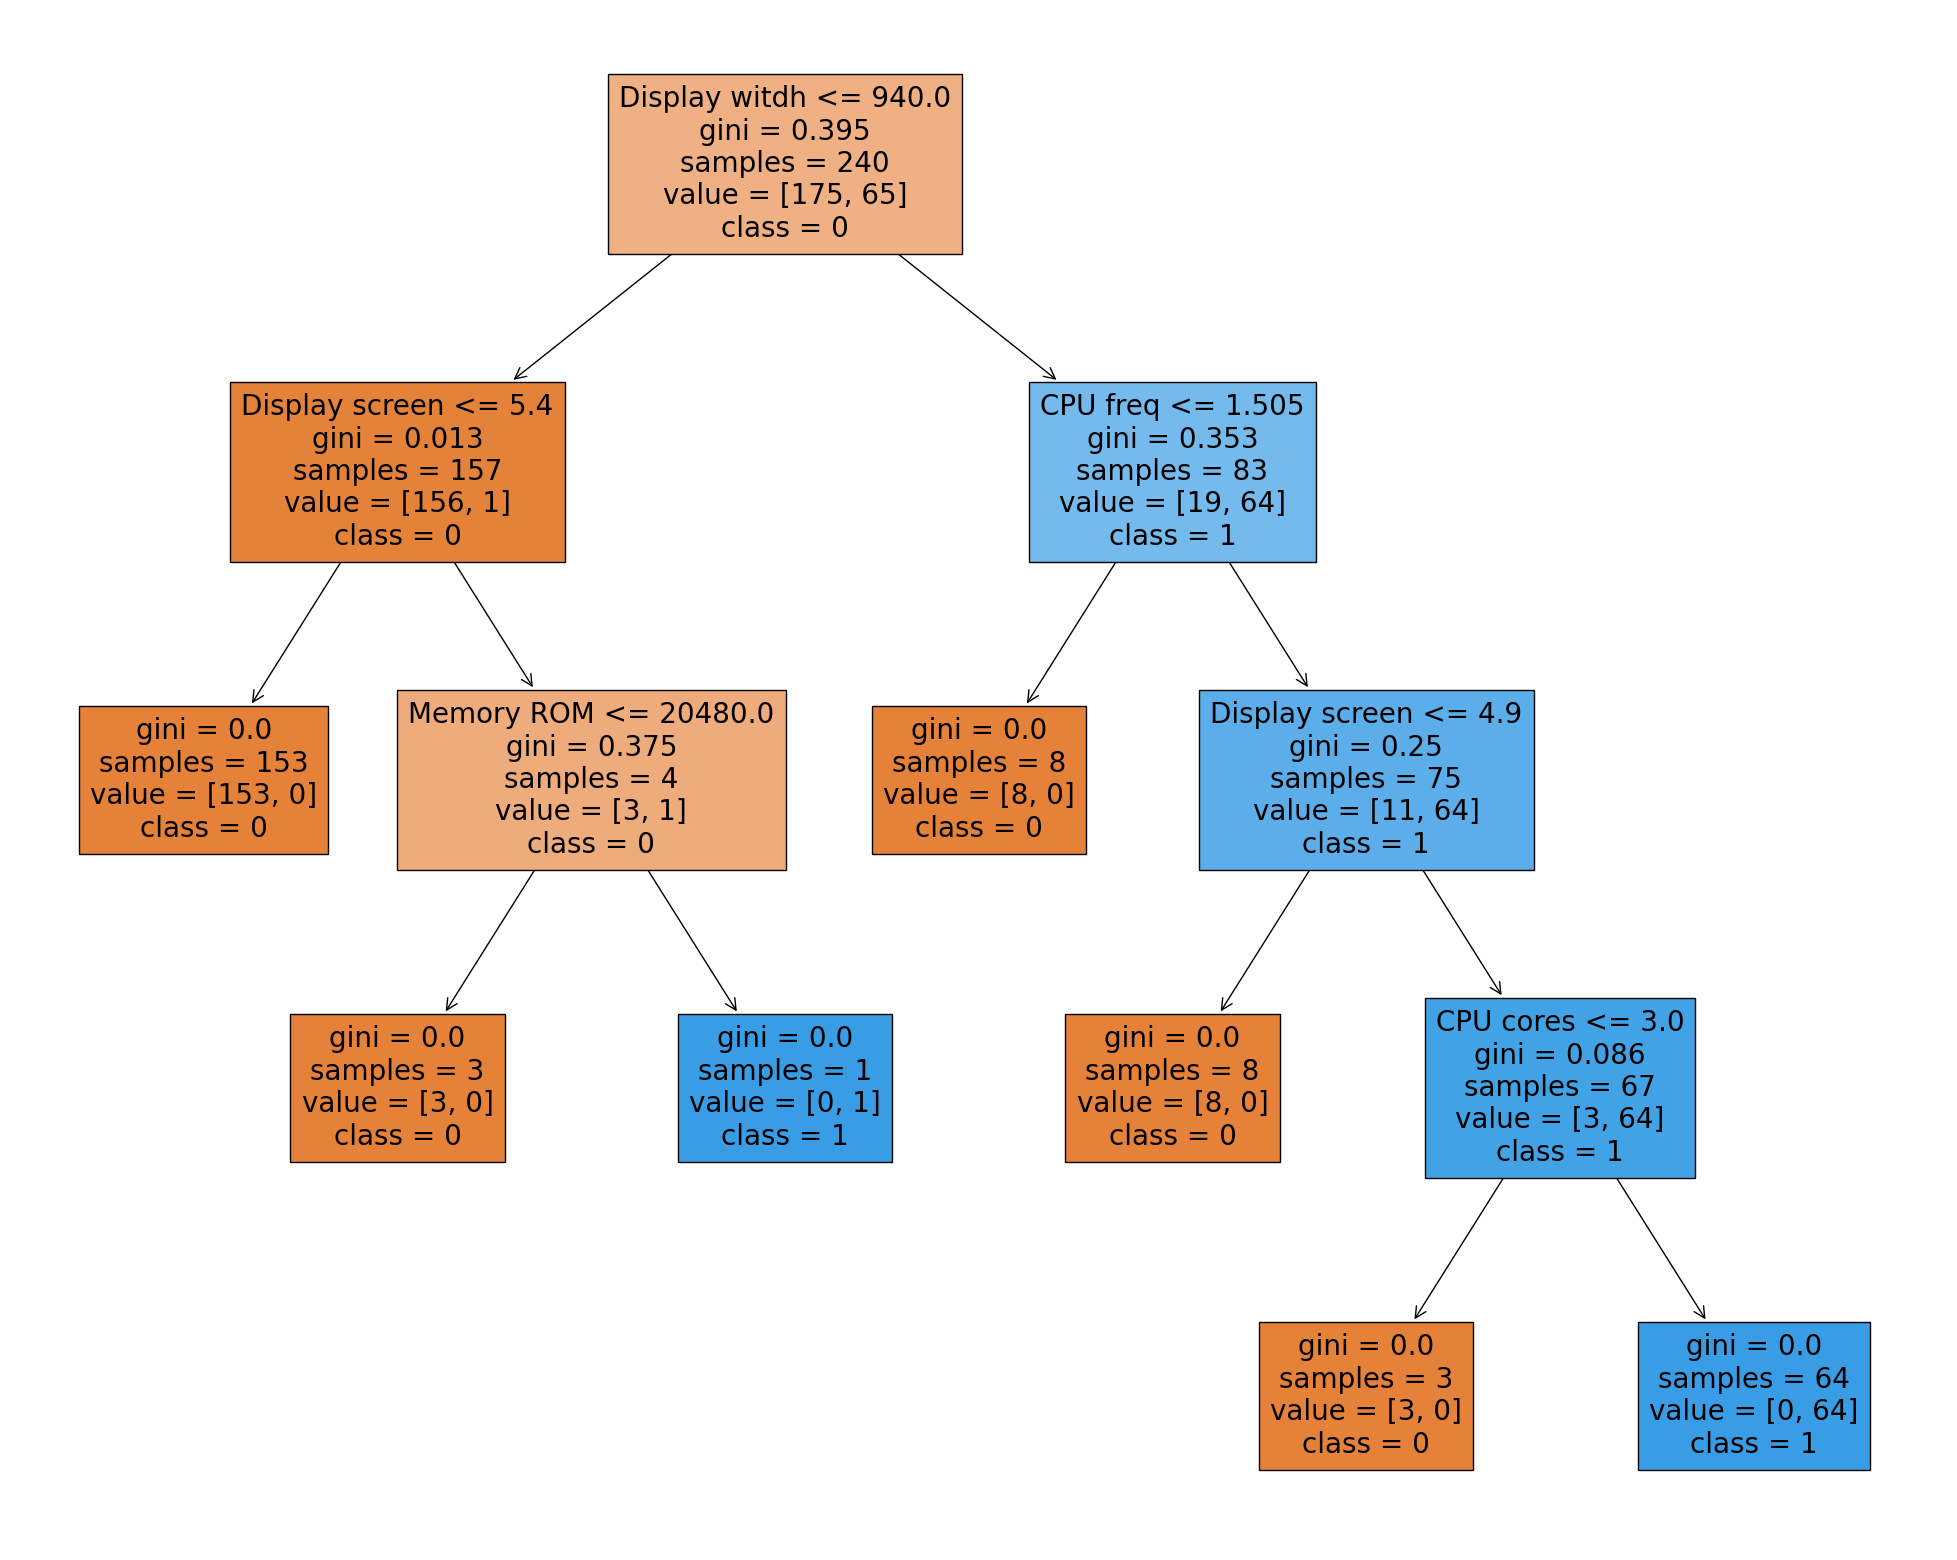 Display witdh <= 940.0
gini = 0.395
samples = 240
value = [175, 65]
class = 0
Display screen <= 5.4
gini = 0.013
samples = 157
value = [156, 1]
class = 0
CPU freq <= 1.505
gini = 0.353
samples = 83
value = [19, 64]
class = 1
gini = 0.0
samples = 153
value = [153, 0]
class = 0
Memory ROM <= 20480.0
gini = 0.375
samples = 4
value = [3, 1]
class = 0
gini = 0.0
samples = 8
value = [8, 0]
class = 0
Display screen <= 4.9
gini = 0.25
samples = 75
value = [11, 64]
class = 1
gini = 0.0
samples = 3
value = [3, 0]
class = 0
gini = 0.0
samples = 1
value = [0, 1]
class = 1
gini = 0.0
samples = 8
value = [8, 0]
class = 0
CPU cores <= 3.0
gini = 0.086
samples = 67
value = [3, 64]
class = 1
gini = 0.0
samples = 3
value = [3, 0]
class = 0
gini = 0.0
samples = 64
value = [0, 64]
class = 1